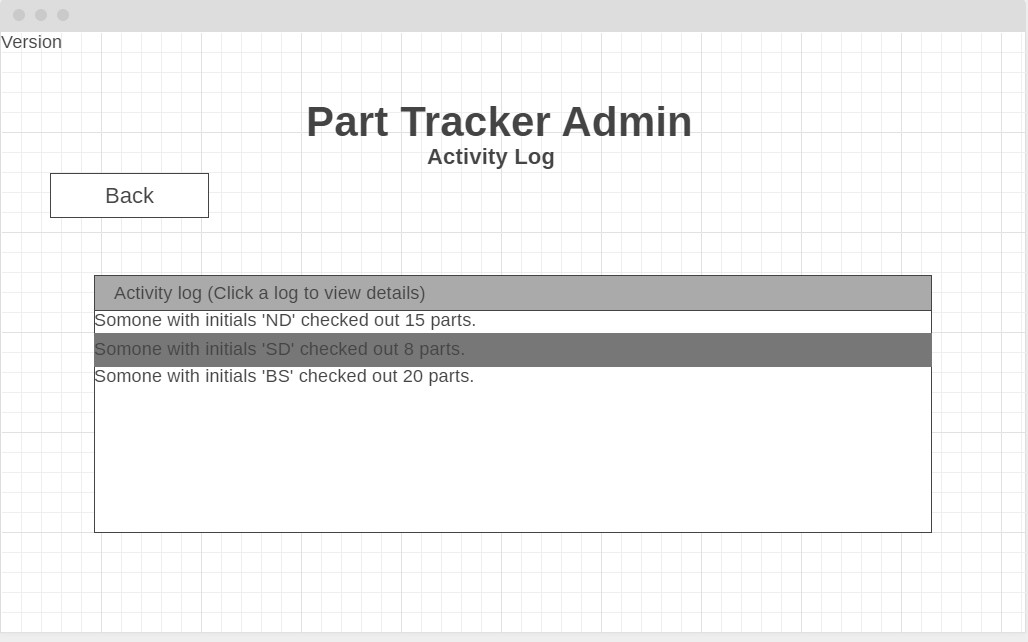 Version
Part Tracker Admin
Activity Log
Back
Activity log (Click a log to view details)
Somone with initials 'ND' checked out 15 parts.
Somone with initials 'SD' checked out 8 parts.
Somone with initials 'BS' checked out 20 parts.